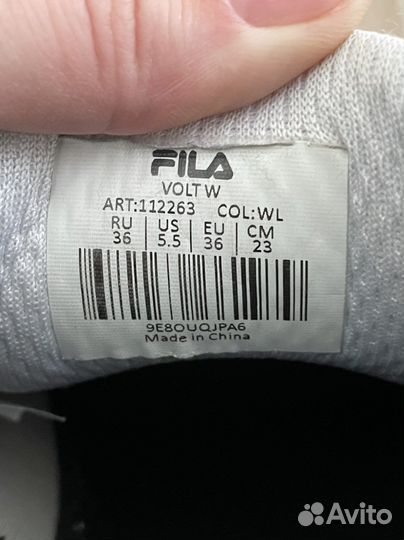 FILA
VOLT W
ART:112263 COL:WL
RU US EU CM
36 5.5 36 23
9E8OUQJPA6
Made in China
Avito